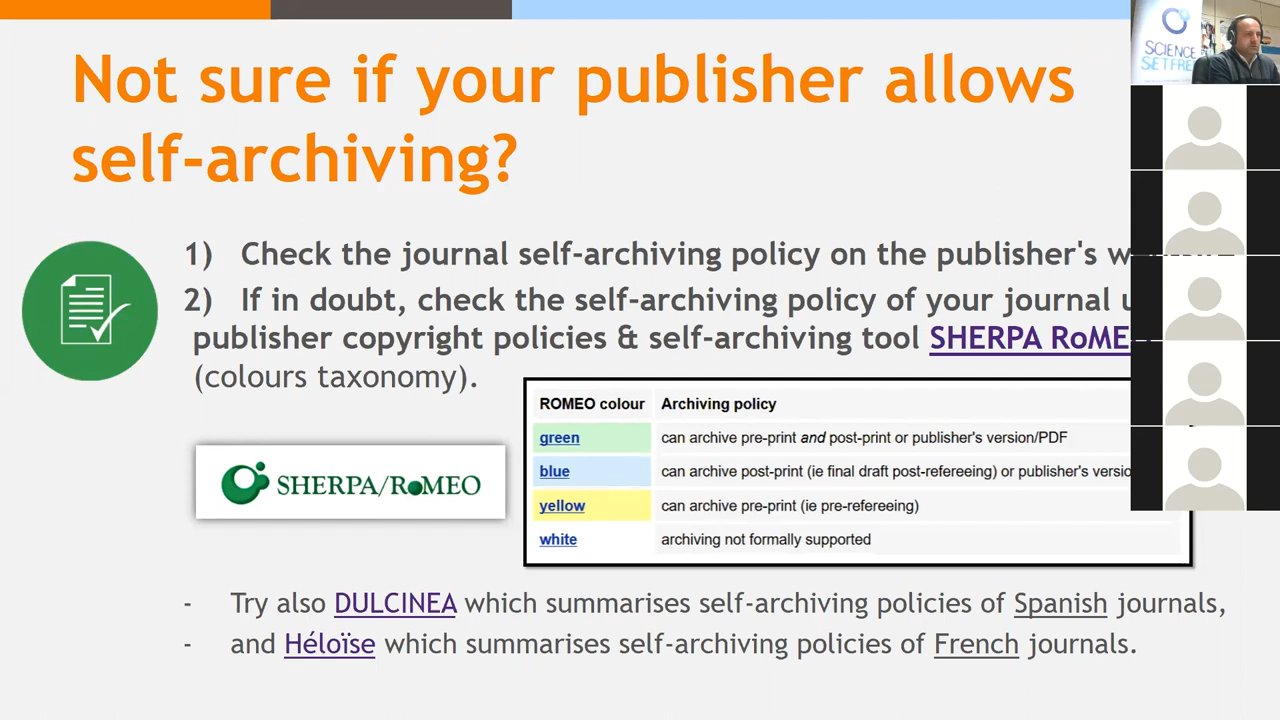 Not sure if your publisher allows
self-archiving?
SCIENCE
SET FREE
1) Check the journal self-archiving policy on the publisher's
2) If in doubt, check the self-archiving policy of your journal
publisher copyright policies & self-archiving tool SHERPA RoMEO
(colours taxonomy).
ROMEO colour Archiving policy
green can archive pre-print and post-print or publisher's version/PDF
blue can archive post-print (ie final draft post-refereeing) or publisher's
yellow can archive pre-print (ie pre-refereeing)
white archiving not formally supported
SHERPA/RoMEO
- Try also DULCINEA which summarises self-archiving policies of Spanish journals,
- and Héloïse which summarises self-archiving policies of French journals.